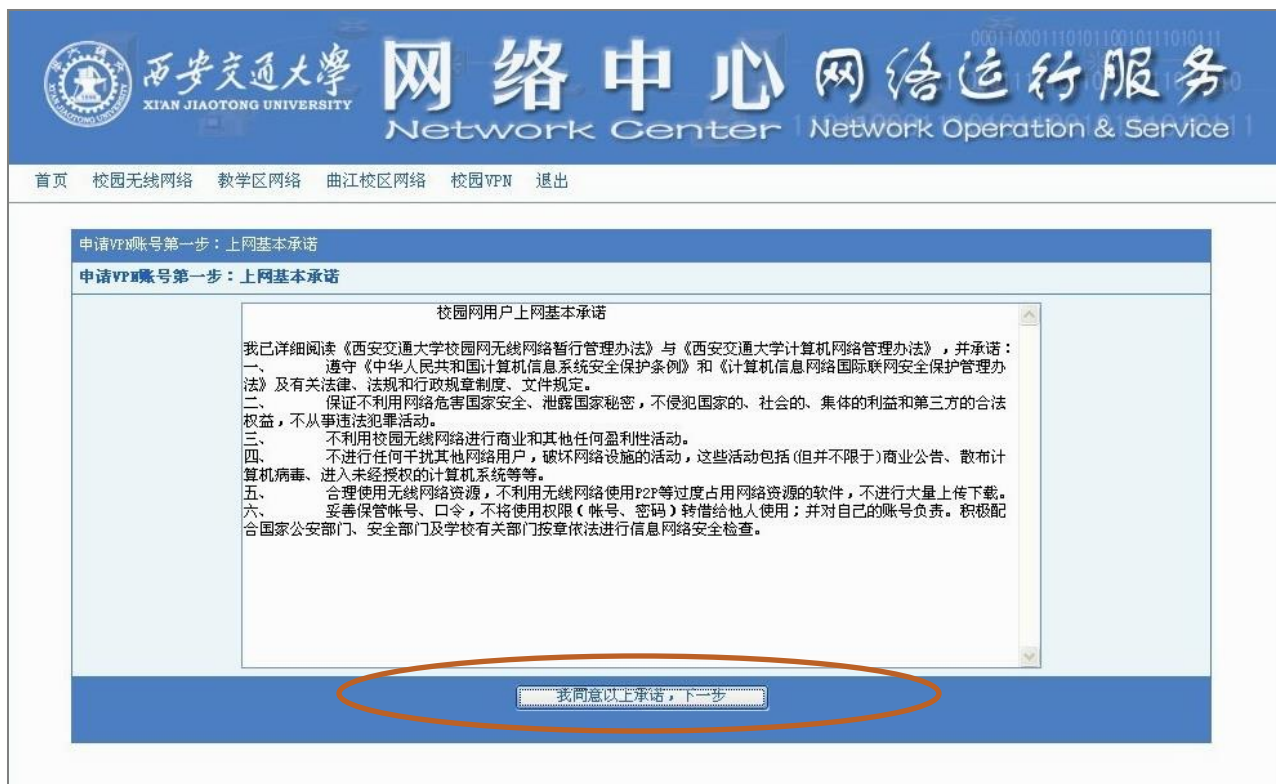 西安交通大學
XI'AN JIAOTONG UNIVERSITY
网络中心
Network Center
网络运行服务
Network Operation & Service
首页 校园无线网络 教学区网络 曲江校区网络 校园VPN 退出
申请VPN账号第一步：上网基本承诺
申请VPN账号第一步：上网基本承诺
校园网用户上网基本承诺
我已详细阅读《西安交通大学校园网无线网络暂行管理办法》与《西安交通大学计算机网络管理办法》，并承诺：
一、 遵守《中华人民共和国计算机信息系统安全保护条例》和《计算机信息网络国际联网安全保护管理办
法》及有关法律、法规和行政规章制度、文件规定。
二、 保证不利用网络危害国家安全、泄露国家秘密，不侵犯国家的、社会的、集体的利益和第三方的合法
权益，不从事违法犯罪活动。
三、 不利用校园无线网络进行商业和其他任何盈利性活动。
四、 不进行任何干扰其他网络用户，破坏网络设施的活动，这些活动包括(但并不限于)商业公告、散布计
算机病毒、进入未经授权的计算机系统等等。
五、 合理使用无线网络资源，不利用无线网络使用P2P等过度占用网络资源的软件，不进行大量上传下载。
六、 妥善保管帐号、口令，不将使用权限（帐号、密码）转借给他人使用；并对自己的账号负责。积极配
合国家公安部门、安全部门及学校有关部门按章依法进行信息网络安全检查。
我同意以上承诺，下一步